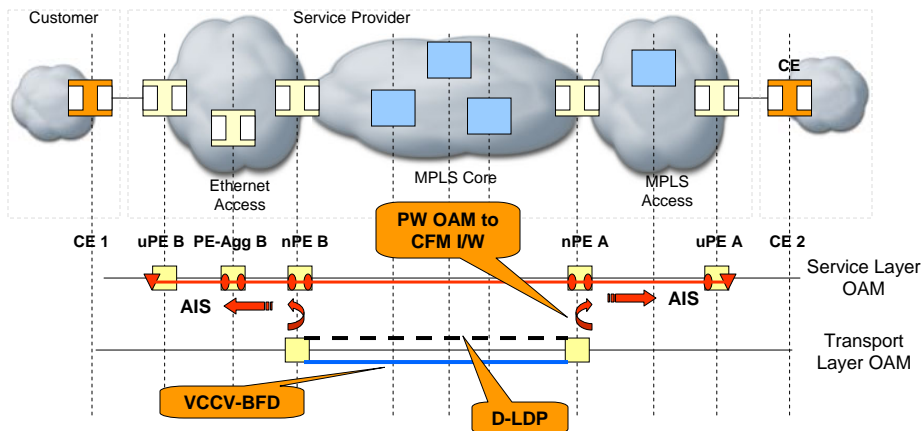 Customer
Service Provider
CE
Ethernet
Access
MPLS Core
MPLS
Access
PW OAM to
CFM I/W
CE 1
uPE B
PE-Agg B
nPE B
nPE A
uPE A
CE 2
Service Layer
OAM
AIS
AIS
Transport
Layer OAM
VCCV-BFD
D-LDP